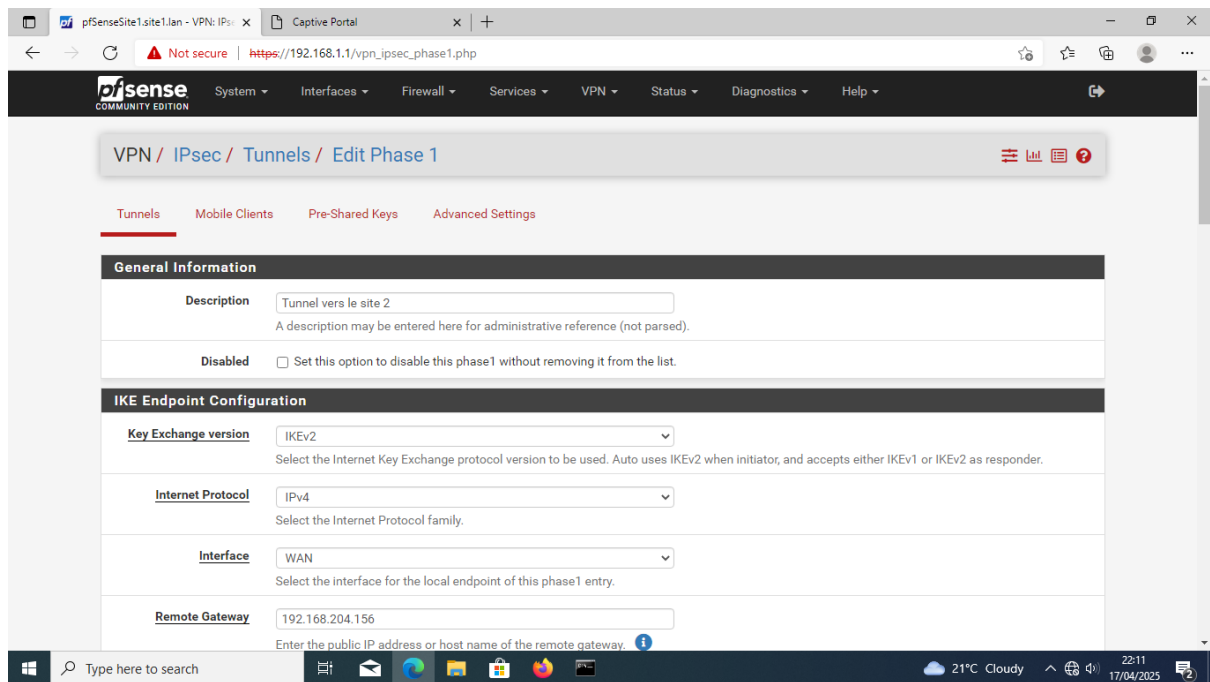 pfSenseSite1.site1.lan - VPN: IPse
Captive Portal
Not secure | https://192.168.1.1/vpn_ipsec_phase1.php
pfsense
COMMUNITY EDITION
System
Interfaces
Firewall
Services
VPN
Status
Diagnostics
Help
VPN / IPsec / Tunnels / Edit Phase 1
Tunnels
Mobile Clients
Pre-Shared Keys
Advanced Settings
General Information
Description
Tunnel vers le site 2
A description may be entered here for administrative reference (not parsed).
Disabled
Set this option to disable this phase1 without removing it from the list.
IKE Endpoint Configuration
Key Exchange version
IKEv2
Select the Internet Key Exchange protocol version to be used. Auto uses IKEv2 when initiator, and accepts either IKEv1 or IKEv2 as responder.
Internet Protocol
IPv4
Select the Internet Protocol family.
Interface
WAN
Select the interface for the local endpoint of this phase1 entry.
Remote Gateway
192.168.204.156
Enter the public IP address or host name of the remote gateway.
Type here to search
21°C Cloudy
22:11
17/04/2025
2